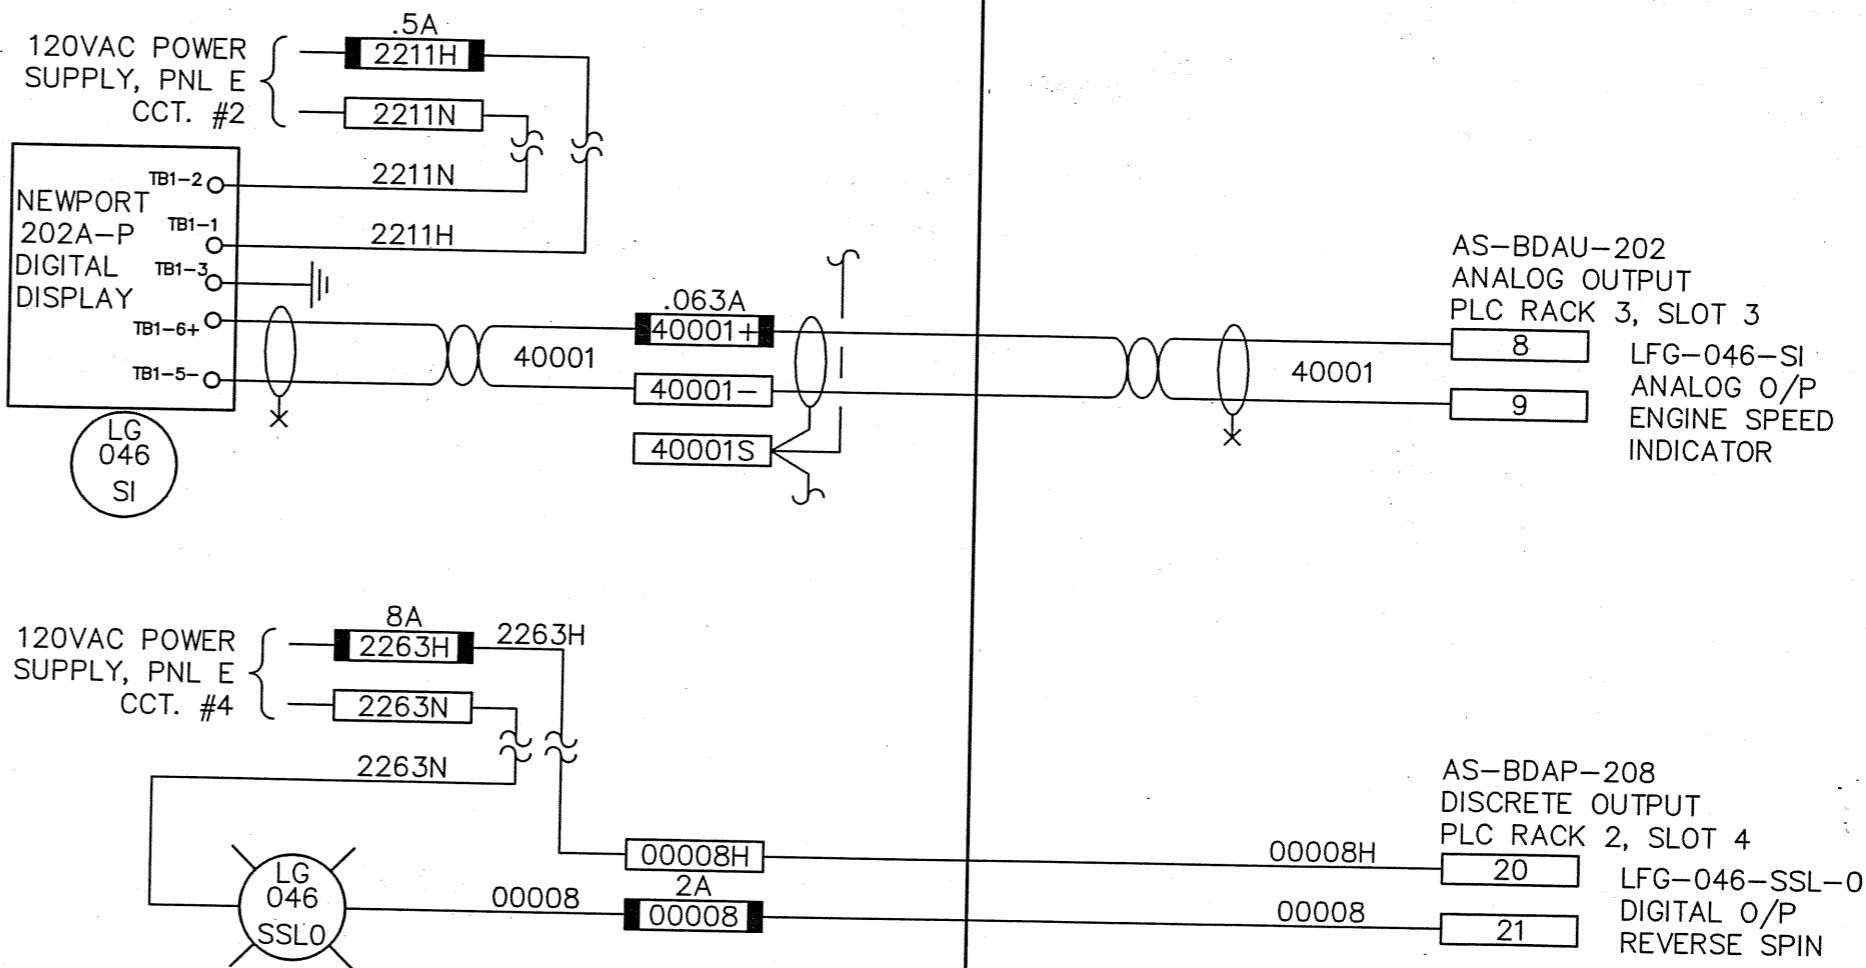 .5A
120VAC POWER
SUPPLY, PNL E
CCT. #2
2211H
2211N
2211N
2211H
NEWPORT
202A-P
DIGITAL
DISPLAY
TB1-2
TB1-1
TB1-3
TB1-6+
TB1-5-
LG
046
SI
40001
.063A
40001+
40001-
40001S
40001
AS-BDAU-202
ANALOG OUTPUT
PLC RACK 3, SLOT 3
8
9
LFG-046-SI
ANALOG O/P
ENGINE SPEED
INDICATOR
120VAC POWER
SUPPLY, PNL E
CCT. #4
8A
2263H
2263H
2263N
2263N
LG
046
SSLO
00008
00008H
2A
00008
00008H
00008
AS-BDAP-208
DISCRETE OUTPUT
PLC RACK 2, SLOT 4
20
21
LFG-046-SSL-0
DIGITAL O/P
REVERSE SPIN